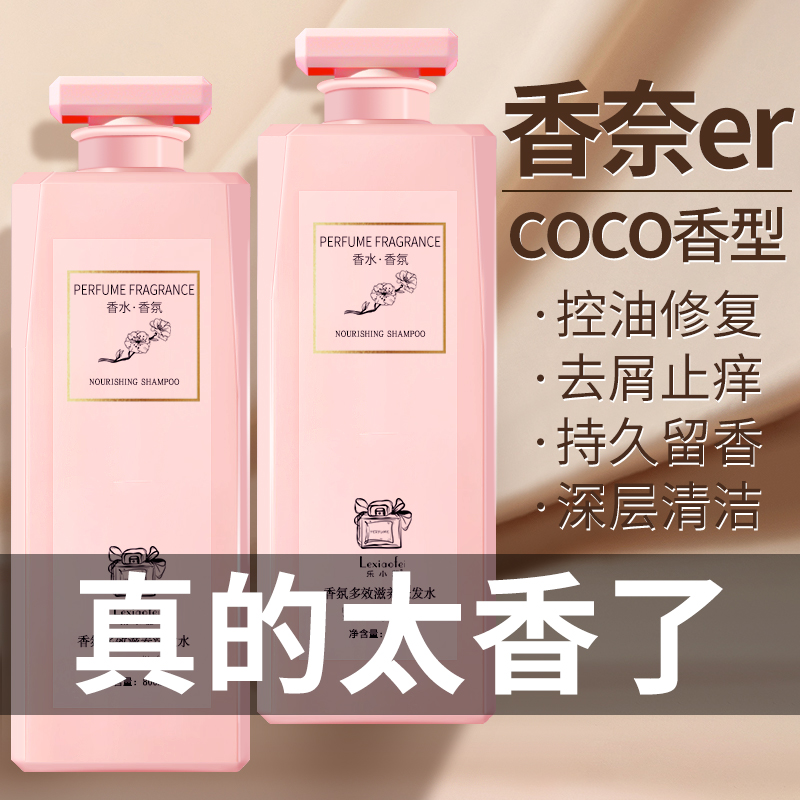 香奈er
COCO香型
·控油修复
·去屑止痒
·持久留香
·深层清洁
PERFUME FRAGRANCE
香水·香氛
NOURISHING SHAMPOO
PERFUME FRAGRANCE
香水·香氛
NOURISHING SHAMPOO
PERFUME
Lexiaofei
乐小
香氛多效滋养洗发水
净含量:
真的太香了